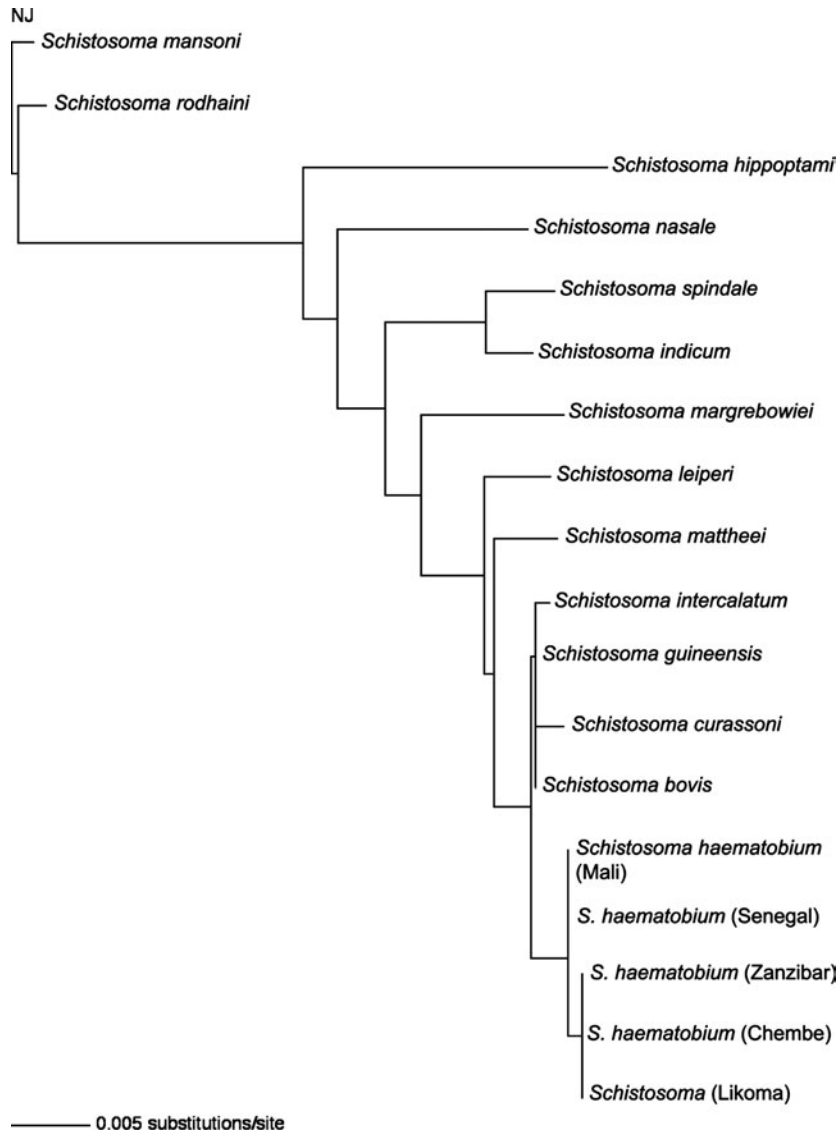 NJ
Schistosoma mansoni
Schistosoma rodhaini
Schistosoma hippoptami
Schistosoma nasale
Schistosoma spindale
Schistosoma indicum
Schistosoma margrebowiei
Schistosoma leiperi
Schistosoma mattheei
Schistosoma intercalatum
Schistosoma guineensis
Schistosoma curassoni
Schistosoma bovis
Schistosoma haematobium
(Mali)
S. haematobium (Senegal)
S. haematobium (Zanzibar)
S. haematobium (Chembe)
Schistosoma (Likoma)
0.005 substitutions/site